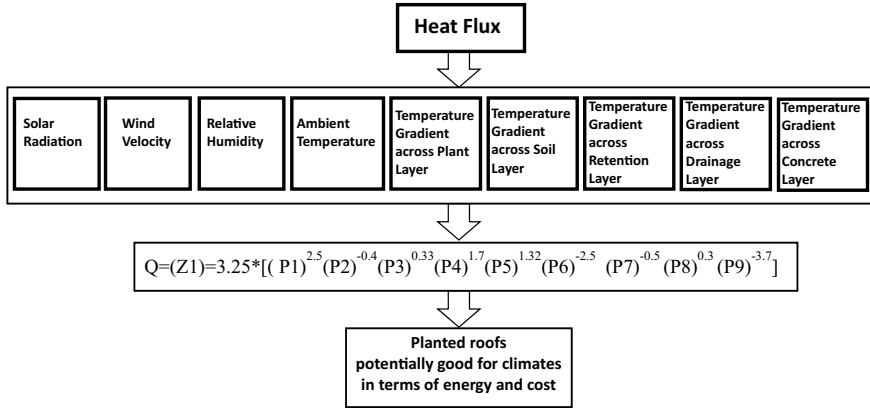 Heat Flux
Solar
Radiation
Wind
Velocity
Relative
Humidity
Ambient
Temperature
Temperature
Gradient
across Plant
Layer
Temperature
Gradient
across Soil
Layer
Temperature
Gradient
across
Retention
Layer
Temperature
Gradient
across
Drainage
Layer
Temperature
Gradient
across
Concrete
Layer
Q=(Z1)=3.25*[( P1)^2.5 (P2)^-0.4 (P3)^0.33 (P4)^1.7 (P5)^1.32 (P6)^-2.5 (P7)^-0.5 (P8)^0.3 (P9)^-3.7]
Planted roofs
potentially good for climates
in terms of energy and cost